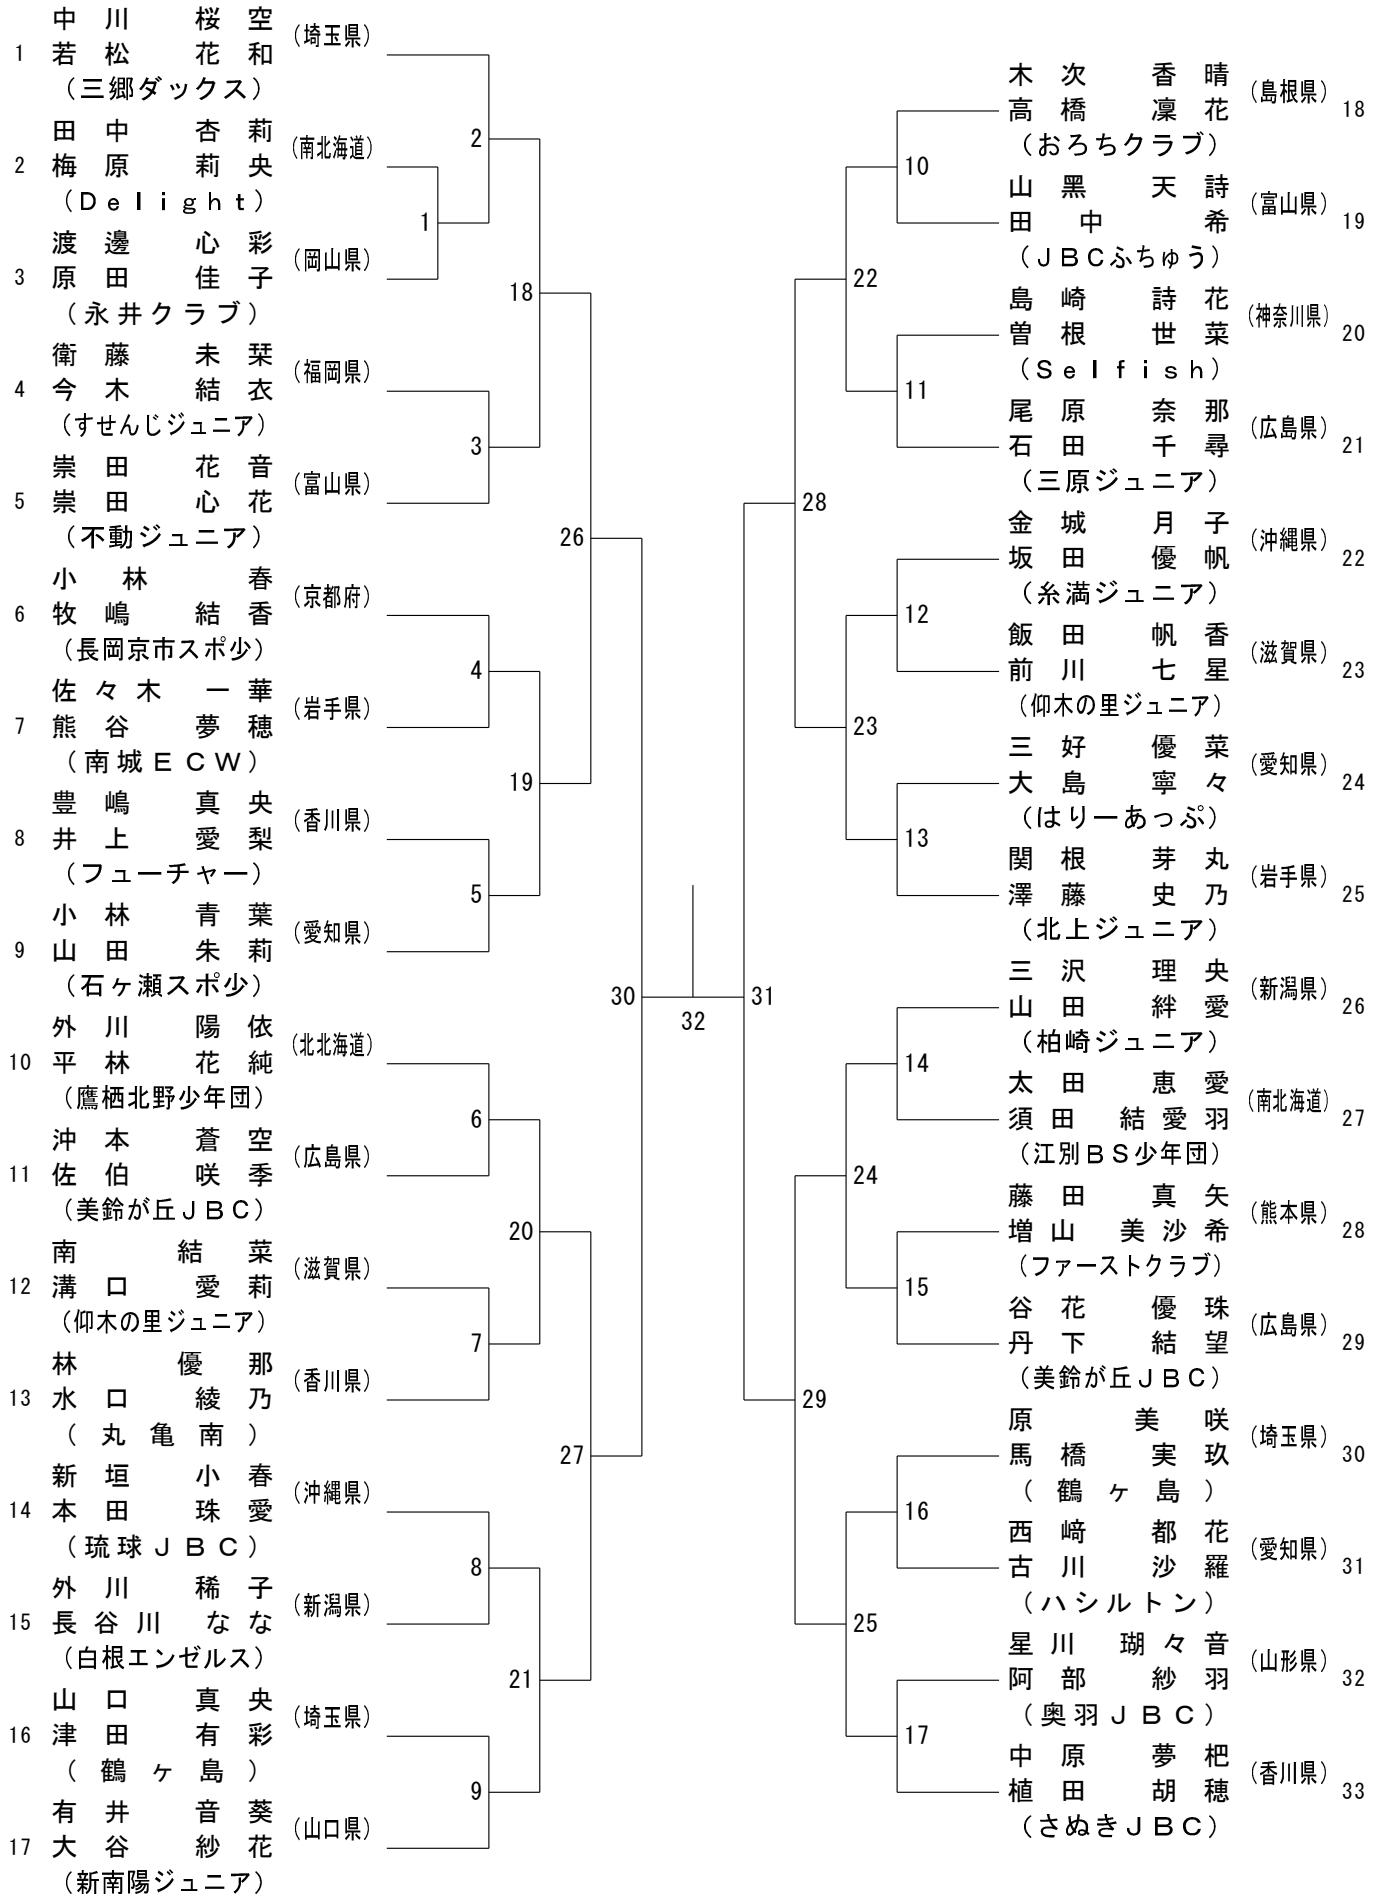 中川 桜空
(埼玉県)
1 若松 花和
(三郷ダックス)
田中 杏莉
(南北海道)
2 梅原 莉央
(Delight)
渡邊 心彩
(岡山県)
3 原田 佳子
(永井クラブ)
衛藤 未栞
(福岡県)
4 今木 結衣
(すせんじジュニア)
崇田 花音
(富山県)
5 崇田 心花
(不動ジュニア)
小林 春
(京都府)
6 牧嶋 結香
(長岡京市スポ少)
佐々木 一華
(岩手県)
7 熊谷 夢穂
(南城ECW)
豊嶋 真央
(香川県)
8 井上 愛梨
(フューチャー)
小林 青葉
(愛知県)
9 山田 朱莉
(石ヶ瀬スポ少)
外川 陽依
(北北海道)
10 平林 花純
(鷹栖北野少年団)
沖本 蒼空
(広島県)
11 佐伯 咲季
(美鈴が丘JBC)
南 結菜
(滋賀県)
12 溝口 愛莉
(仰木の里ジュニア)
林 優那
(香川県)
13 水口 綾乃
(丸亀南)
新垣 小春
(沖縄県)
14 本田 珠愛
(琉球JBC)
外川 稀子
(新潟県)
15 長谷川 なな
(白根エンゼルス)
山口 真央
(埼玉県)
16 津田 有彩
(鶴ヶ島)
有井 音葵
(山口県)
17 大谷 紗花
(新南陽ジュニア)
1
2
3
4
5
6
7
8
9
18
19
20
21
26
27
30
32
31
28
29
22
23
24
25
10
11
12
13
14
15
16
17
木次 香晴
(島根県)
高橋 凜花 18
(おろちクラブ)
山黑 天詩
(富山県)
田中 希 19
(JBCふちゅう)
島崎 詩花
(神奈川県)
曽根 世菜 20
(Selfish)
尾原 奈那
(広島県)
石田 千尋 21
(三原ジュニア)
金城 月子
(沖縄県)
坂田 優帆 22
(糸満ジュニア)
飯田 帆香
(滋賀県)
前川 七星 23
(仰木の里ジュニア)
三好 優菜
(愛知県)
大島 寧々 24
(はりーあっぷ)
関根 芽丸
(岩手県)
澤藤 史乃 25
(北上ジュニア)
三沢 理央
(新潟県)
山田 絆愛 26
(柏崎ジュニア)
太田 恵愛
(南北海道)
須田 結愛羽 27
(江別BS少年団)
藤田 真矢
(熊本県)
増山 美沙希 28
(ファーストクラブ)
谷花 優珠
(広島県)
丹下 結望 29
(美鈴が丘JBC)
原 美咲
(埼玉県)
馬橋 実玖 30
(鶴ヶ島)
西﨑 都花
(愛知県)
古川 沙羅 31
(ハシルトン)
星川 瑚々音
(山形県)
阿部 紗羽 32
(奥羽JBC)
中原 夢杷
(香川県)
植田 胡穂 33
(さぬきJBC)